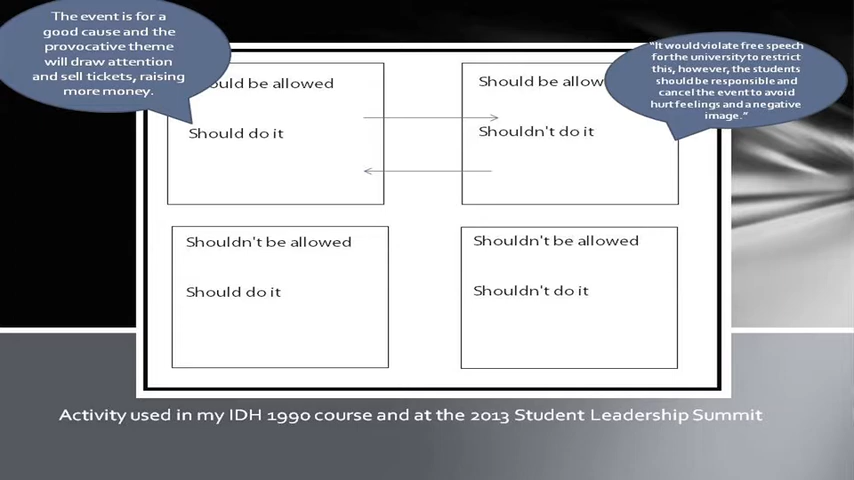 The event is for a
good cause and the
provocative theme
will draw attention
and sell tickets, raising
more money.
"It would violate free speech
for the university to restrict
this, however, the students
should be responsible and
cancel the event to avoid
hurt feelings and a negative
image."
ould be allowed
Should be allow
Should do it
Shouldn't do it
Shouldn't be allowed
Shouldn't be allowed
Should do it
Shouldn't do it
Activity used in my IDH 1990 course and at the 2013 Student Leadership Summit